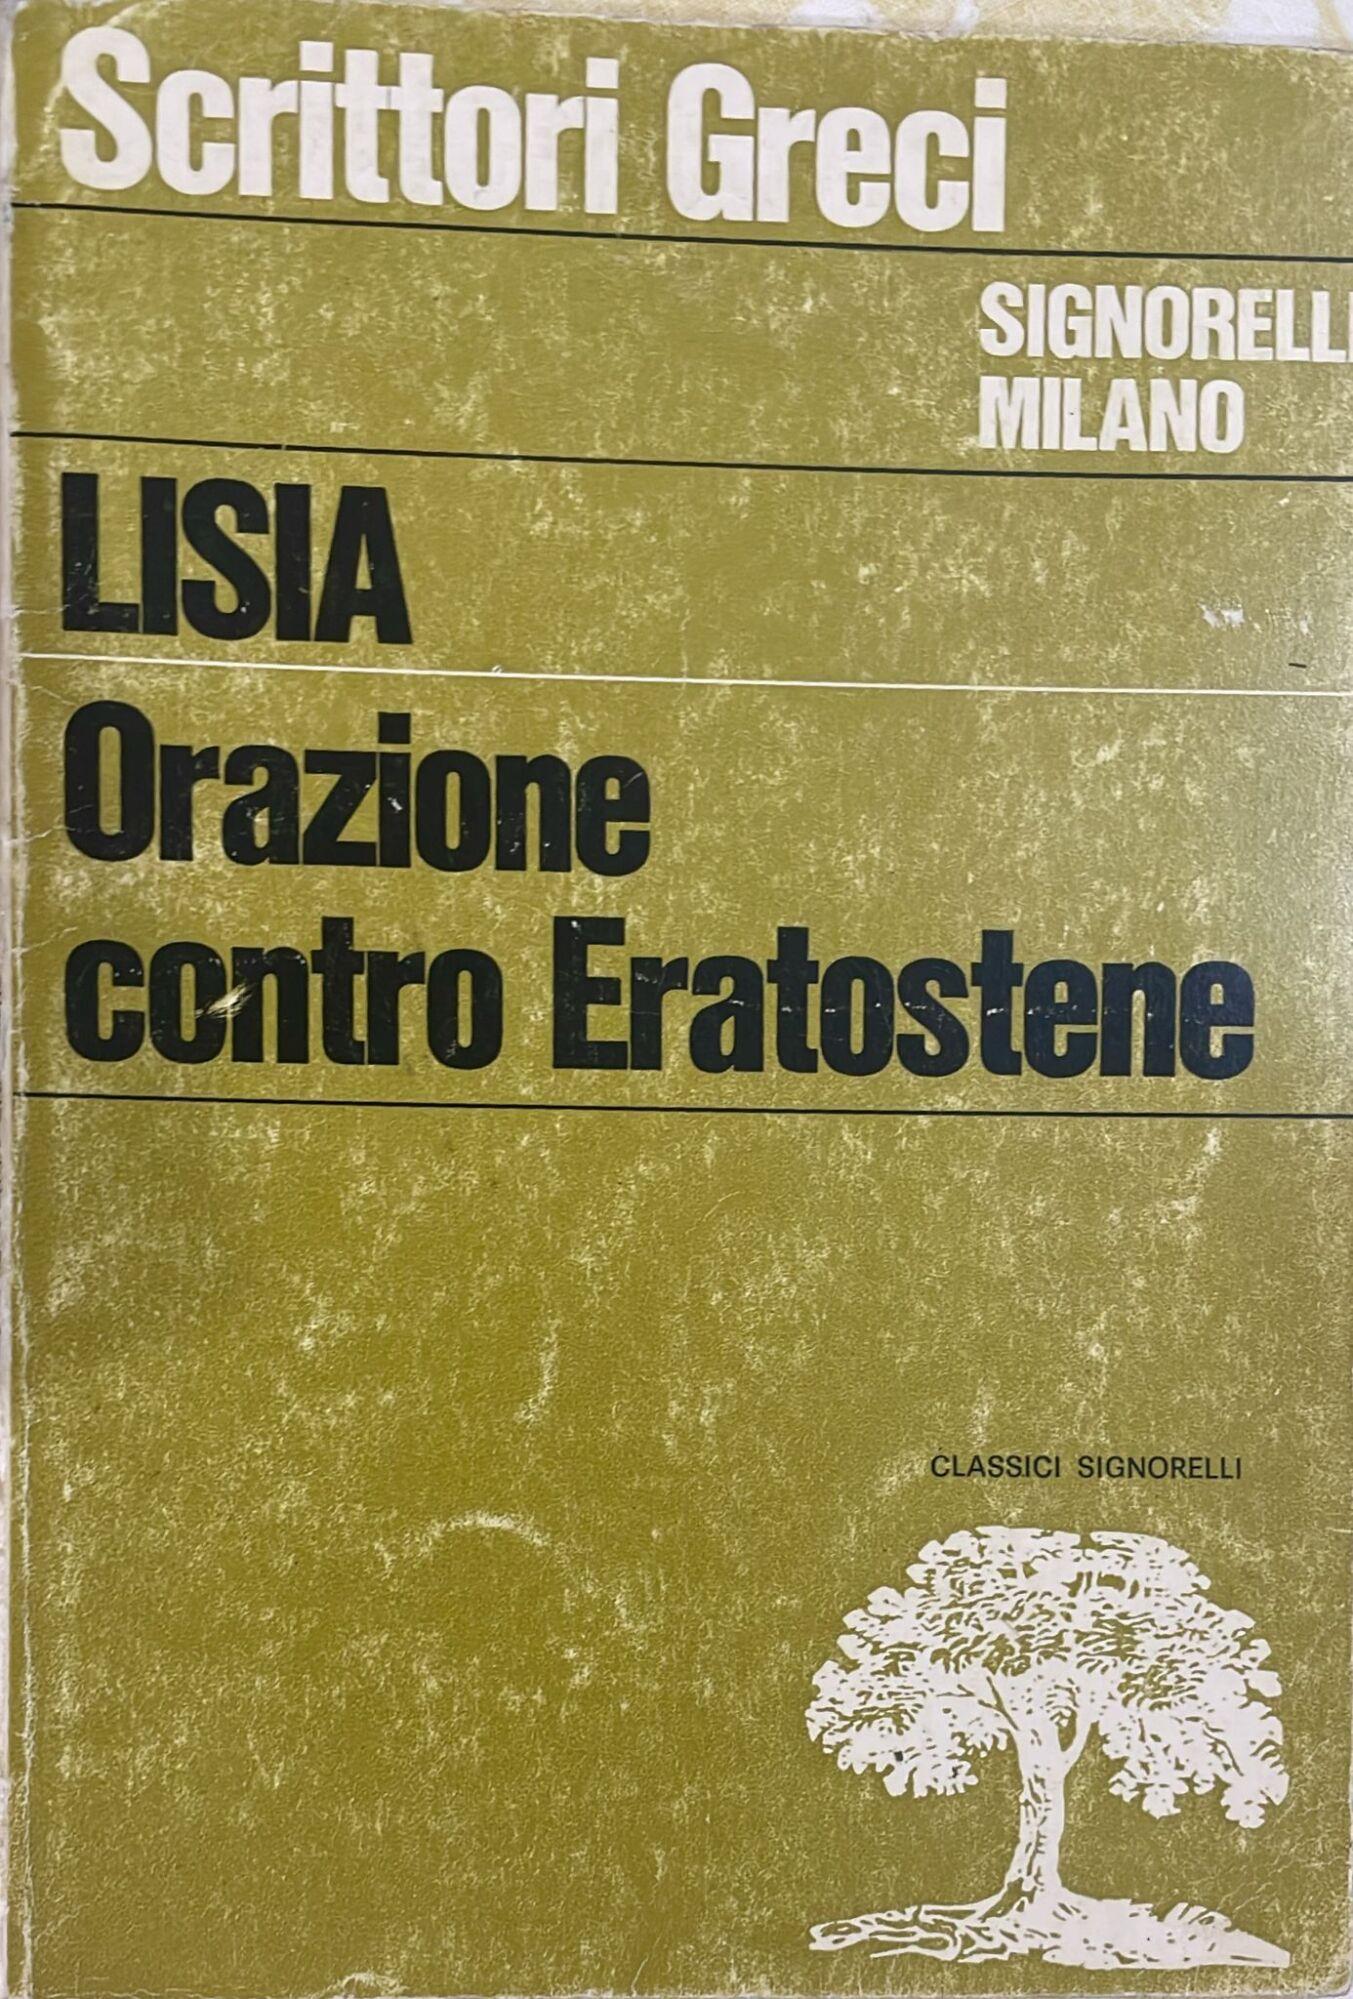 Scrittori Greci
SIGNORELLI
MILANO
LISIA
Orazione
contro Eratostene
CLASSICI SIGNORELLI